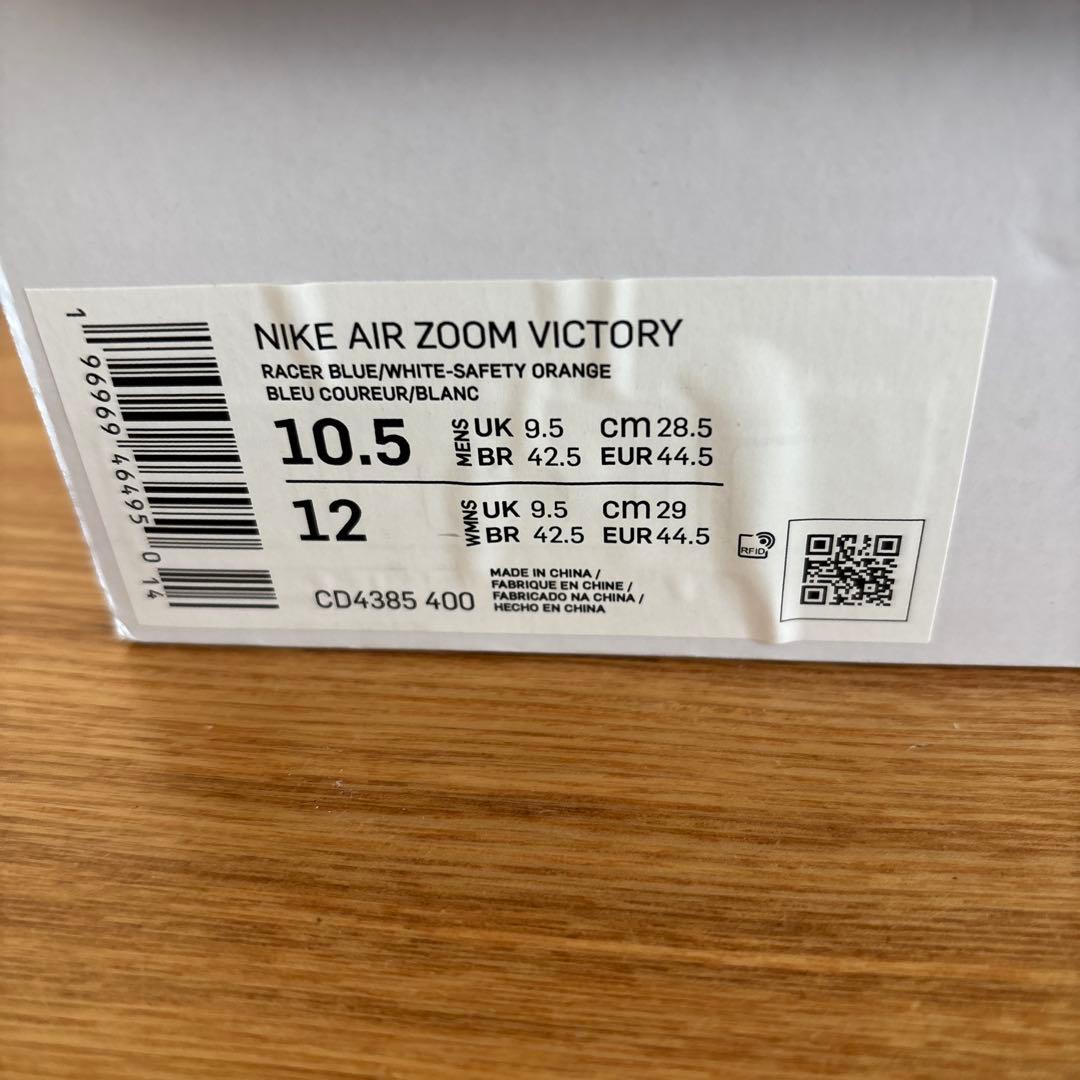 NIKE AIR ZOOM VICTORY
RACER BLUE/WHITE-SAFETY ORANGE
BLEU COUREUR/BLANC
10.5 MENS UK 9.5 CM 28.5
BR 42.5 EUR 44.5
12 WMNS UK 9.5 CM 29
BR 42.5 EUR 44.5
RFID
CD4385 400
MADE IN CHINA /
FABRIQUE EN CHINE /
FABRICADO NA CHINA /
HECHO EN CHINA
1 96969 46495 0 14